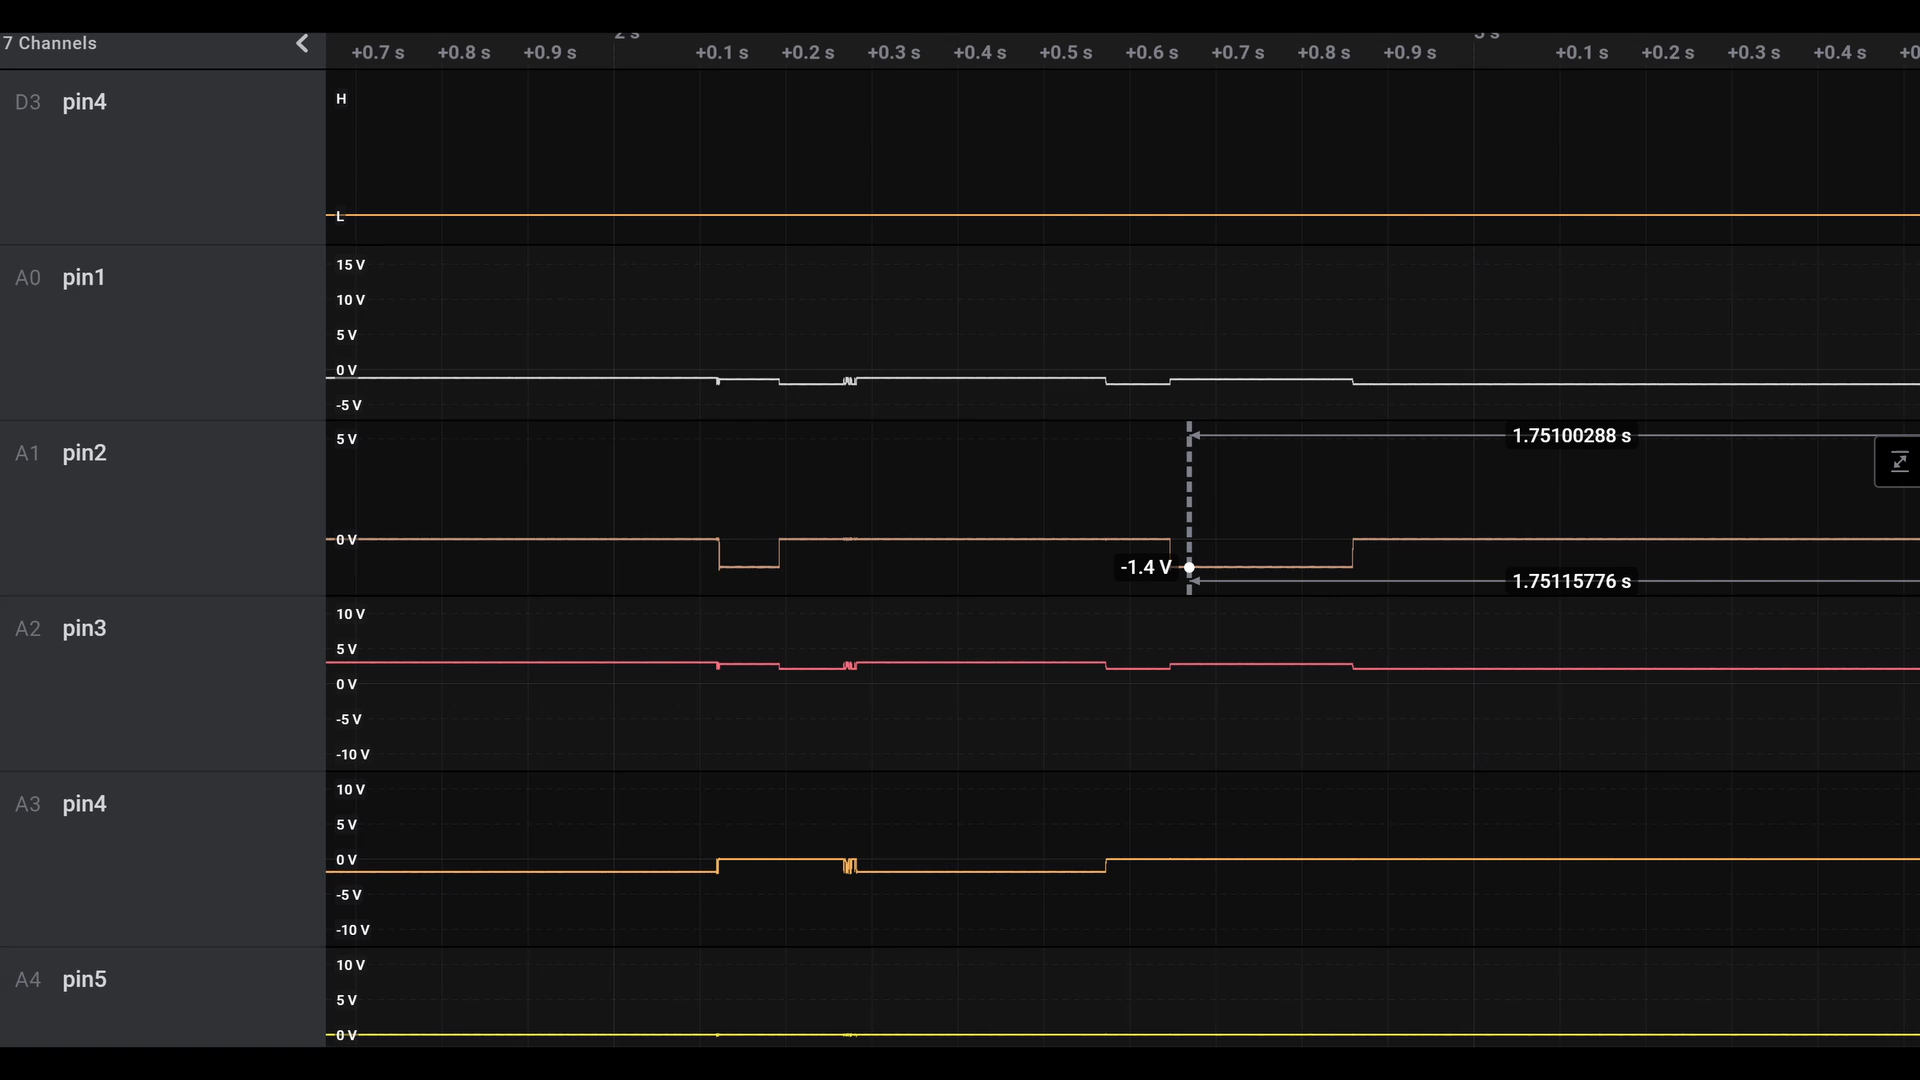 7 Channels
2 s
3 s
+0.7 s +0.8 s +0.9 s +0.1 s +0.2 s +0.3 s +0.4 s +0.5 s +0.6 s +0.7 s +0.8 s +0.9 s +0.1 s +0.2 s +0.3 s +0.4 s +0
D3 pin4
H
L
A0 pin1
15 V
10 V
5 V
0 V
-5 V
A1 pin2
5 V
0 V
1.75100288 s
-1.4 V
1.75115776 s
A2 pin3
10 V
5 V
0 V
-5 V
-10 V
A3 pin4
10 V
5 V
0 V
-5 V
-10 V
A4 pin5
10 V
5 V
0 V